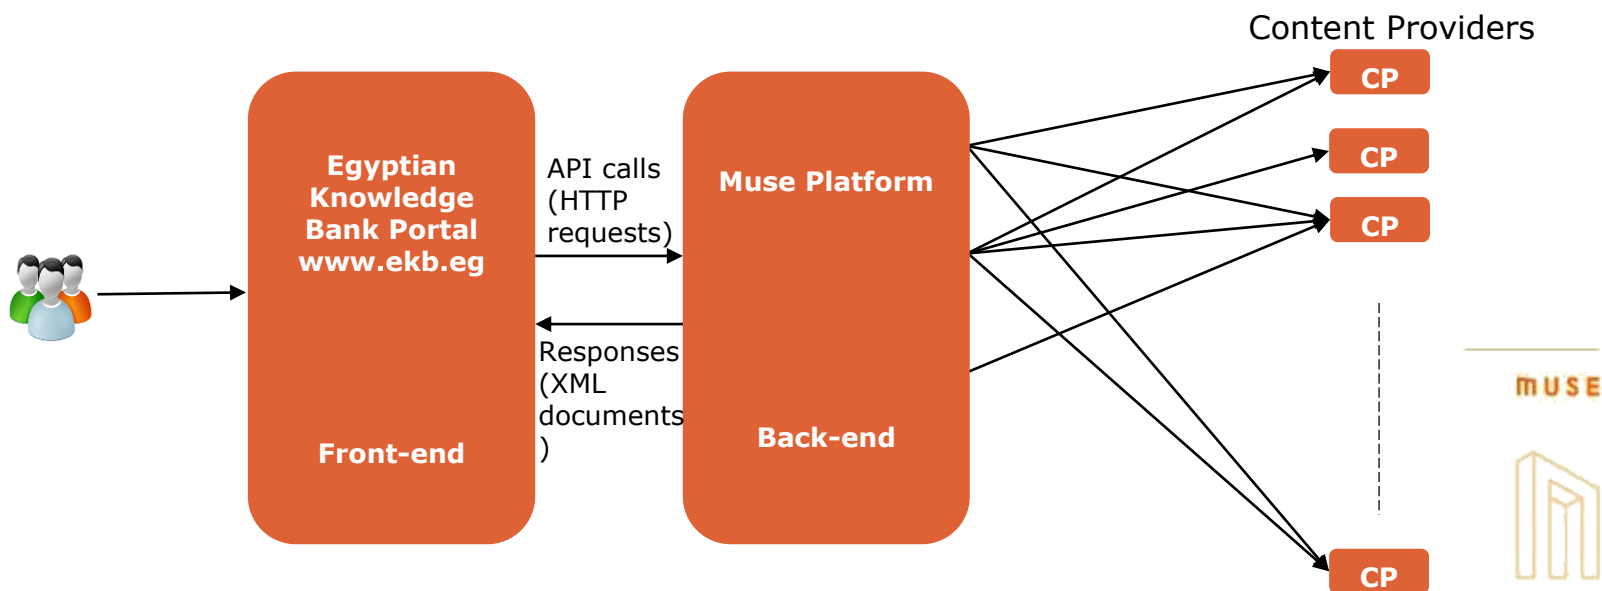 Content Providers
CP
CP
CP
CP
Egyptian
Knowledge
Bank Portal
www.ekb.eg
Front-end
API calls
(HTTP
requests)
Responses
(XML
documents
)
Muse Platform
Back-end
MUSE